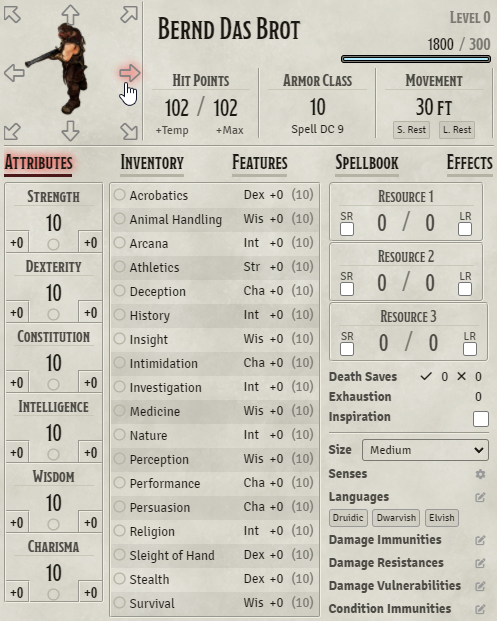 Bernd Das Brot
Level 0
1800 / 300
Hit Points
102 / 102
+Temp +Max
Armor Class
10
Spell DC 9
Movement
30 ft
S. Rest L. Rest
Attributes Inventory Features Spellbook Effects
Strength
10
+0 +0
Dexterity
10
+0 +0
Constitution
10
+0 +0
Intelligence
10
+0 +0
Wisdom
10
+0 +0
Charisma
10
+0 +0
Acrobatics Dex +0 (10)
Animal Handling Wis +0 (10)
Arcana Int +0 (10)
Athletics Str +0 (10)
Deception Cha +0 (10)
History Int +0 (10)
Insight Wis +0 (10)
Intimidation Cha +0 (10)
Investigation Int +0 (10)
Medicine Wis +0 (10)
Nature Int +0 (10)
Perception Wis +0 (10)
Performance Cha +0 (10)
Persuasion Cha +0 (10)
Religion Int +0 (10)
Sleight of Hand Dex +0 (10)
Stealth Dex +0 (10)
Survival Wis +0 (10)
Resource 1
SR 0 / 0 LR
Resource 2
SR 0 / 0 LR
Resource 3
SR 0 / 0 LR
Death Saves 0 0
Exhaustion 0
Inspiration
Size Medium
Senses
Languages
Druidic Dwarvish Elvish
Damage Immunities
Damage Resistances
Damage Vulnerabilities
Condition Immunities